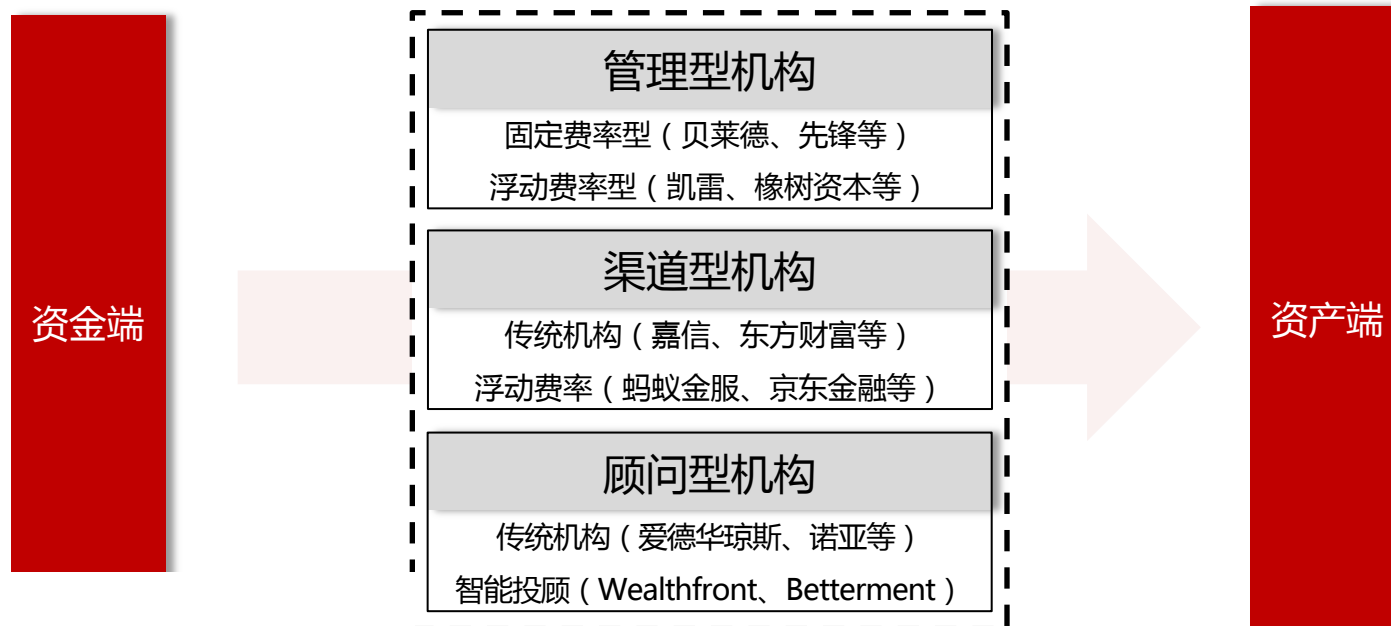 资金端
管理型机构
固定费率型（贝莱德、先锋等）
浮动费率型（凯雷、橡树资本等）
渠道型机构
传统机构（嘉信、东方财富等）
浮动费率（蚂蚁金服、京东金融等）
顾问型机构
传统机构（爱德华琼斯、诺亚等）
智能投顾（Wealthfront、Betterment）
资产端